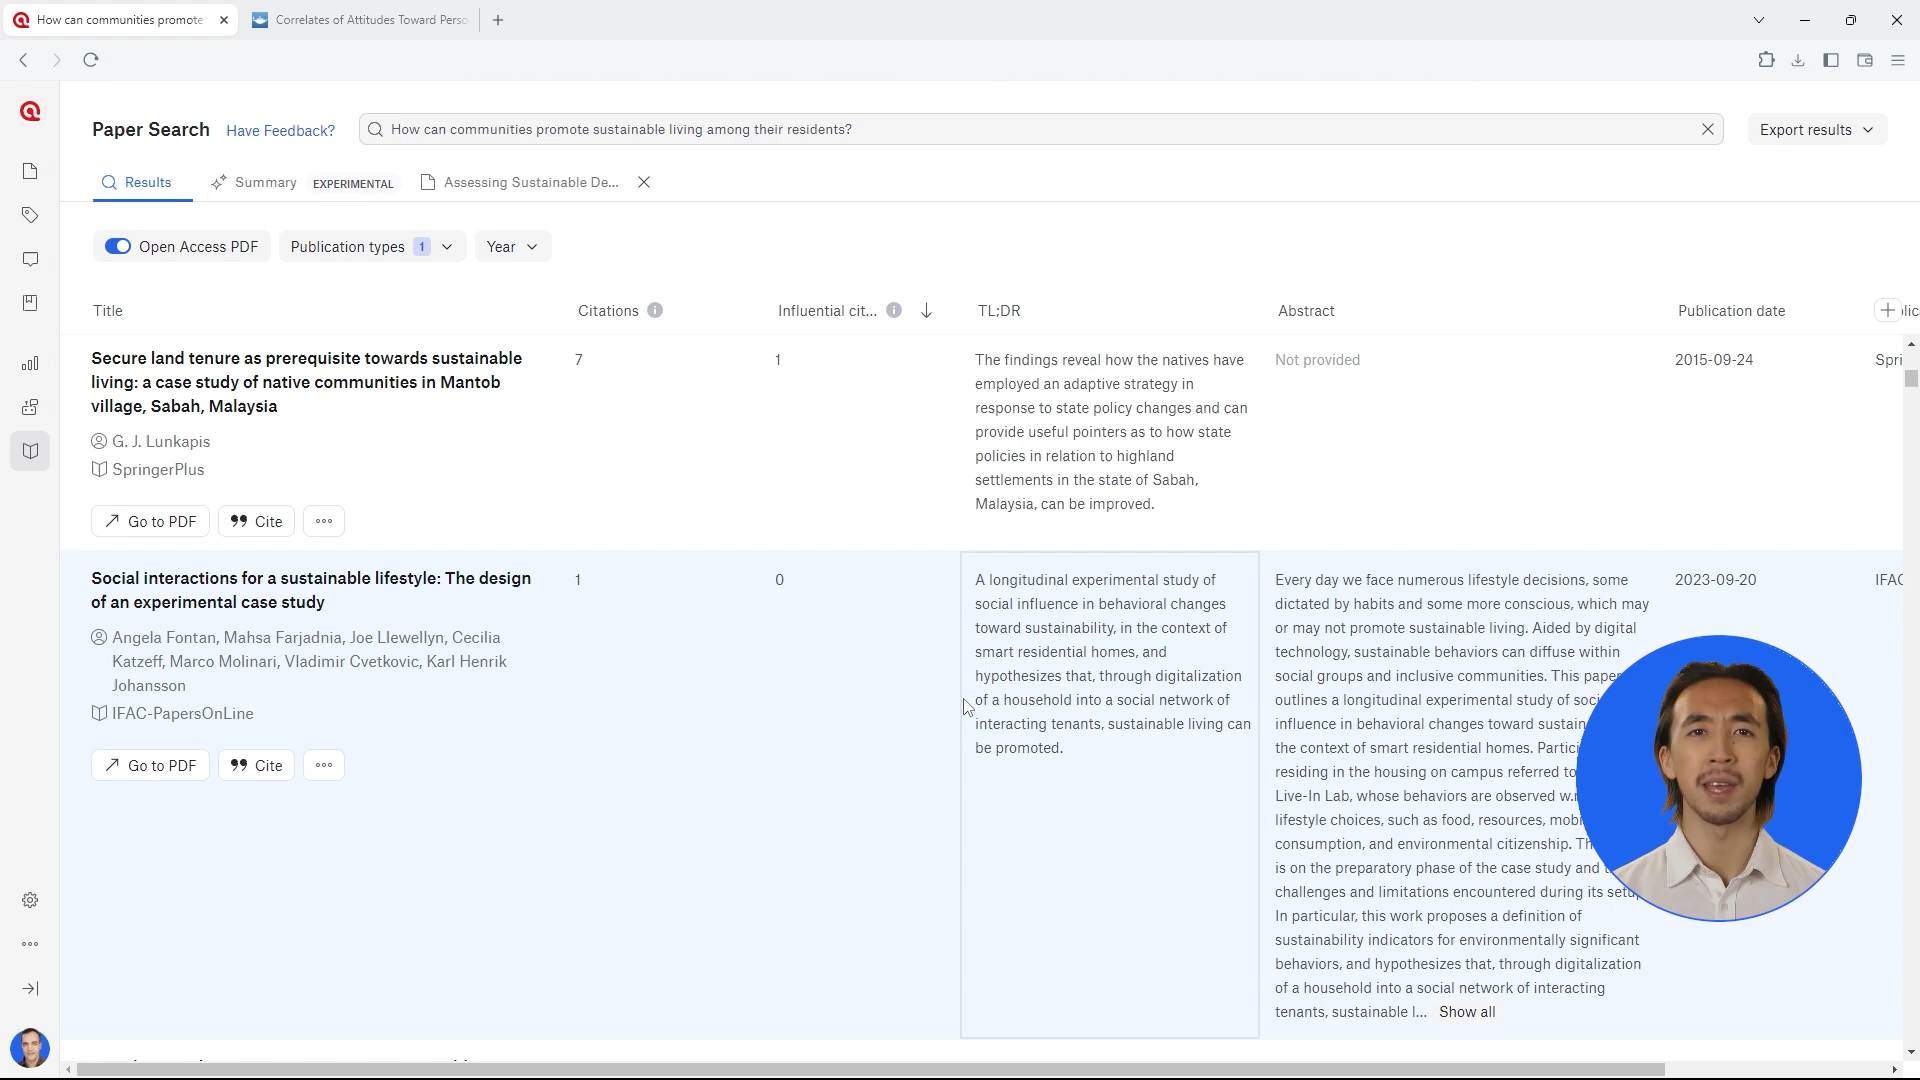 How can communities promote
Correlates of Attitudes Toward Perso
Paper Search
Have Feedback?
How can communities promote sustainable living among their residents?
Export results
Results
Summary
EXPERIMENTAL
Assessing Sustainable De...
Open Access PDF
Publication types
1
Year
Title
Citations
Influential cit...
TL;DR
Abstract
Publication date
Secure land tenure as prerequisite towards sustainable
living: a case study of native communities in Mantob
village, Sabah, Malaysia
G. J. Lunkapis
SpringerPlus
Go to PDF
Cite
7
1
The findings reveal how the natives have
employed an adaptive strategy in
response to state policy changes and can
provide useful pointers as to how state
policies in relation to highland
settlements in the state of Sabah,
Malaysia, can be improved.
Not provided
2015-09-24
Spri
Social interactions for a sustainable lifestyle: The design
of an experimental case study
Angela Fontan, Mahsa Farjadnia, Joe Llewellyn, Cecilia
Katzeff, Marco Molinari, Vladimir Cvetkovic, Karl Henrik
Johansson
IFAC-PapersOnLine
Go to PDF
Cite
1
0
A longitudinal experimental study of
social influence in behavioral changes
toward sustainability, in the context of
smart residential homes, and
hypothesizes that, through digitalization
of a household into a social network of
interacting tenants, sustainable living can
be promoted.
Every day we face numerous lifestyle decisions, some
dictated by habits and some more conscious, which may
or may not promote sustainable living. Aided by digital
technology, sustainable behaviors can diffuse within
social groups and inclusive communities. This paper
outlines a longitudinal experimental study of soc
influence in behavioral changes toward sustain
the context of smart residential homes. Partici
residing in the housing on campus referred to
Live-In Lab, whose behaviors are observed w.r
lifestyle choices, such as food, resources, mobi
consumption, and environmental citizenship. Th
is on the preparatory phase of the case study and
challenges and limitations encountered during its setu
In particular, this work proposes a definition of
sustainability indicators for environmentally significant
behaviors, and hypothesizes that, through digitalization
of a household into a social network of interacting
tenants, sustainable l... Show all
2023-09-20
IFAC